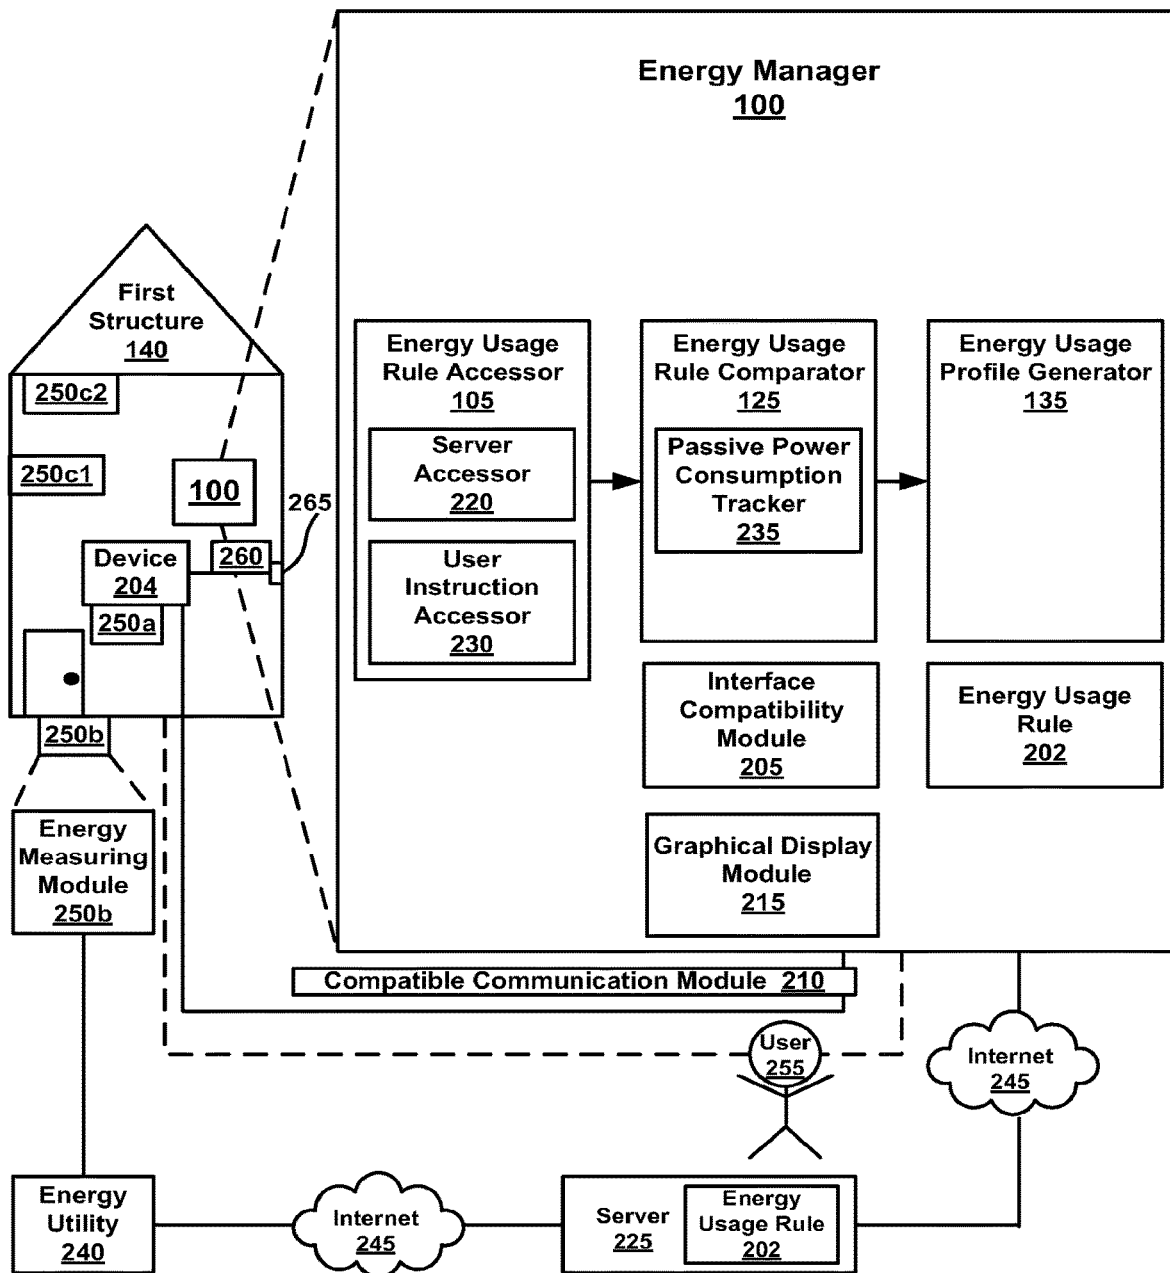 Energy Manager
100
First
Structure
140
250c2
250c1
100
265
260
Device
204
250a
250b
Energy
Measuring
Module
250b
Energy Usage
Rule Accessor
105
Server
Accessor
220
User
Instruction
Accessor
230
Energy Usage
Rule Comparator
125
Passive Power
Consumption
Tracker
235
Energy Usage
Profile Generator
135
Interface
Compatibility
Module
205
Energy Usage
Rule
202
Graphical Display
Module
215
Compatible Communication Module 210
User
255
Internet
245
Energy
Utility
240
Internet
245
Server
225
Energy
Usage Rule
202